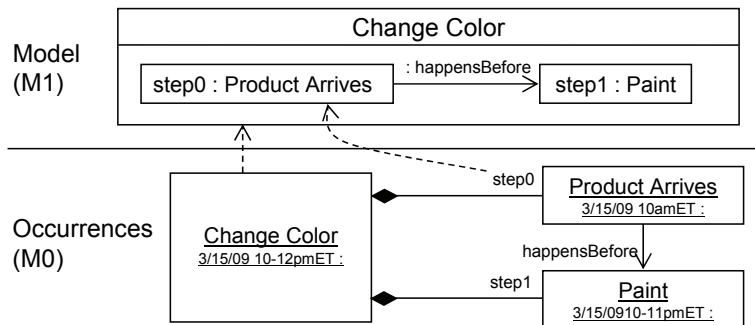 Change Color
Model
(M1)
step0 : Product Arrives
: happensBefore
step1 : Paint
Occurrences
(M0)
Change Color
3/15/09 10-12pmET :
step0
Product Arrives
3/15/09 10amET :
happensBefore
step1
Paint
3/15/0910-11pmET :